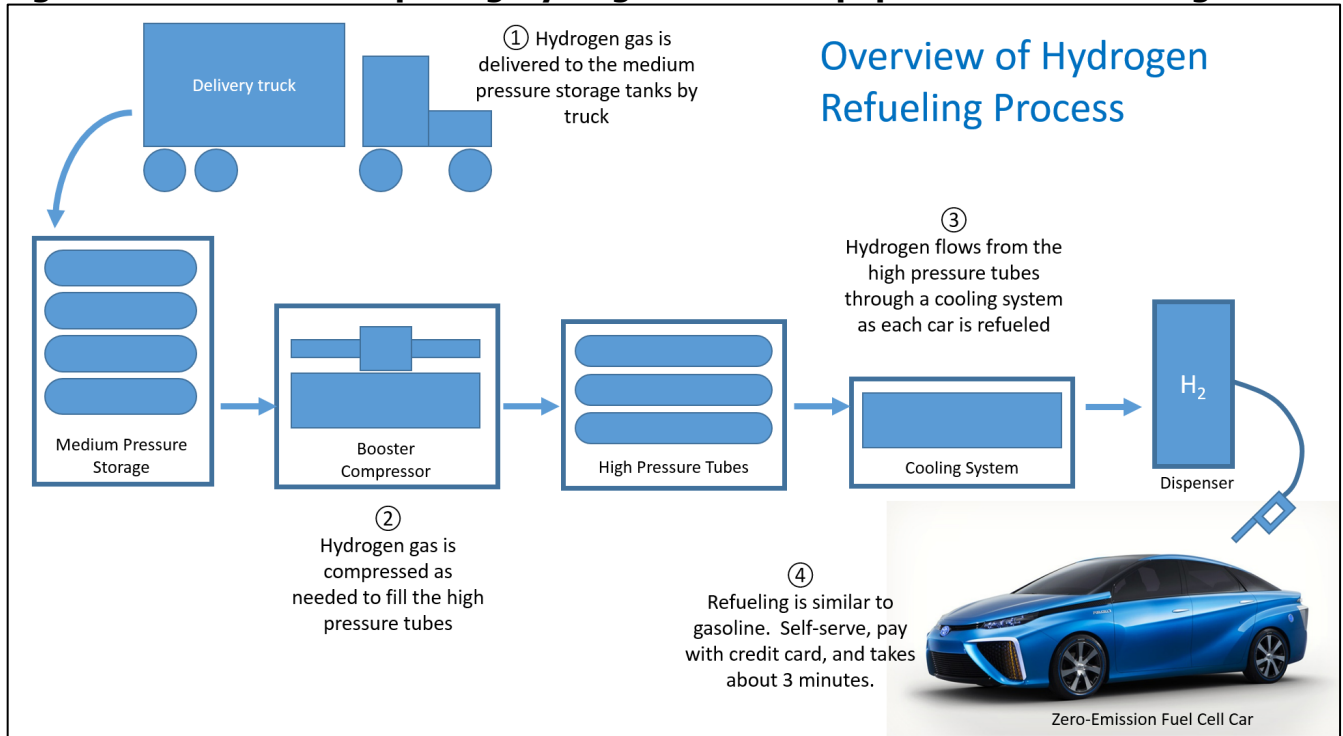 Delivery truck
① Hydrogen gas is
delivered to the medium
pressure storage tanks by
truck
Overview of Hydrogen
Refueling Process
③
Hydrogen flows from the
high pressure tubes
through a cooling system
as each car is refueled
Medium Pressure
Storage
Booster
Compressor
High Pressure Tubes
Cooling System
H₂
Dispenser
②
Hydrogen gas is
compressed as
needed to fill the high
pressure tubes
④
Refueling is similar to
gasoline. Self-serve, pay
with credit card, and takes
about 3 minutes.
Zero-Emission Fuel Cell Car